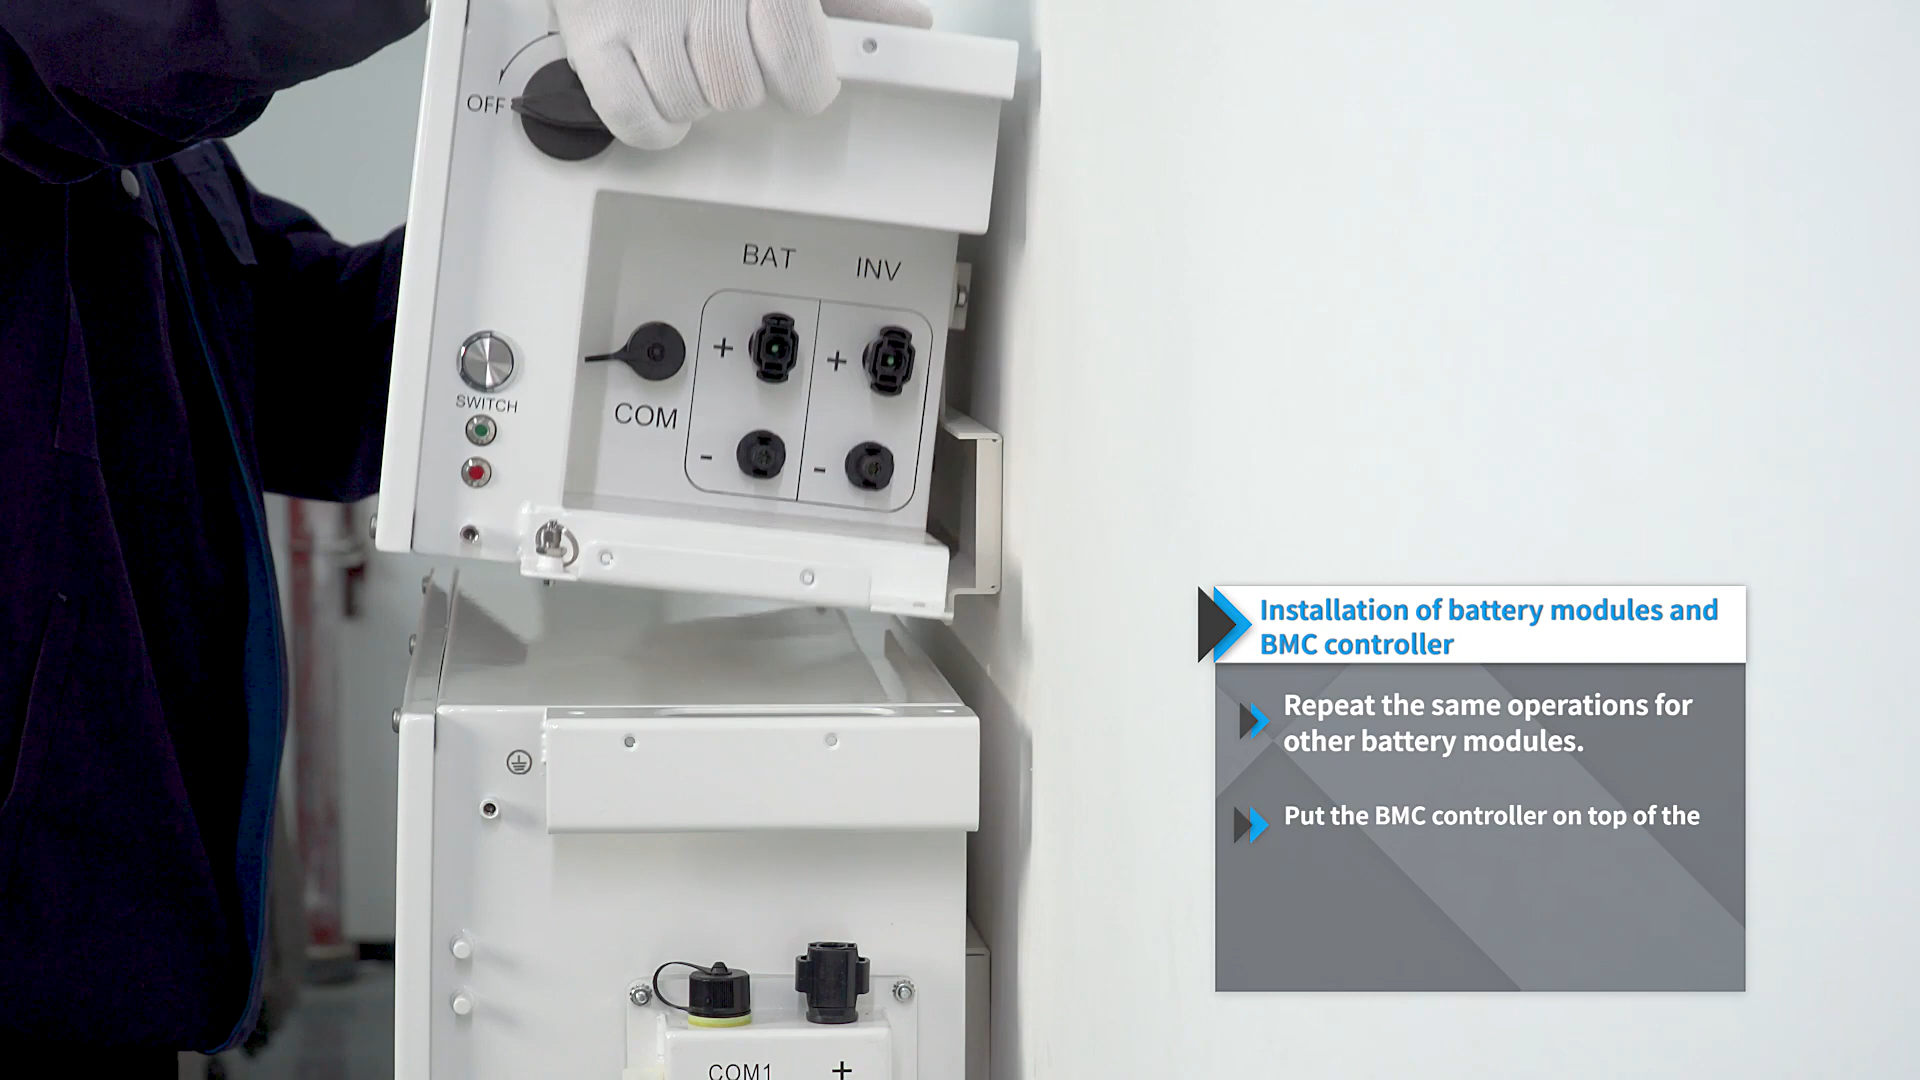 OFF
BAT
INV
+
+
SWITCH
COM
-
-
COM1
+
Installation of battery modules and
BMC controller
Repeat the same operations for
other battery modules.
Put the BMC controller on top of the